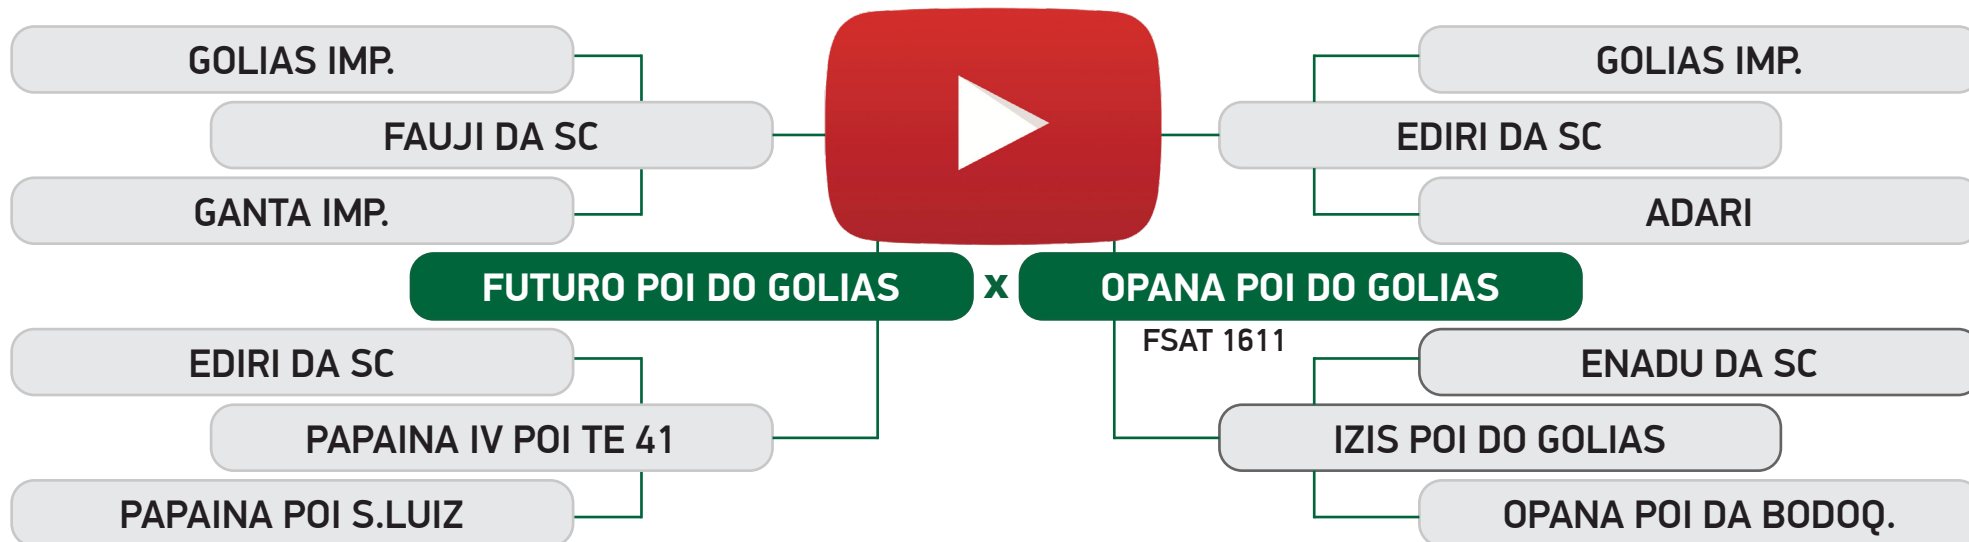 GOLIAS IMP.
GOLIAS IMP.
FAUJI DA SC
EDIRI DA SC
GANTA IMP.
ADARI
FUTURO POI DO GOLIAS x OPANA POI DO GOLIAS
FSAT 1611
EDIRI DA SC
ENADU DA SC
PAPAINA IV POI TE 41
IZIS POI DO GOLIAS
PAPAINA POI S.LUIZ
OPANA POI DA BODOQ.